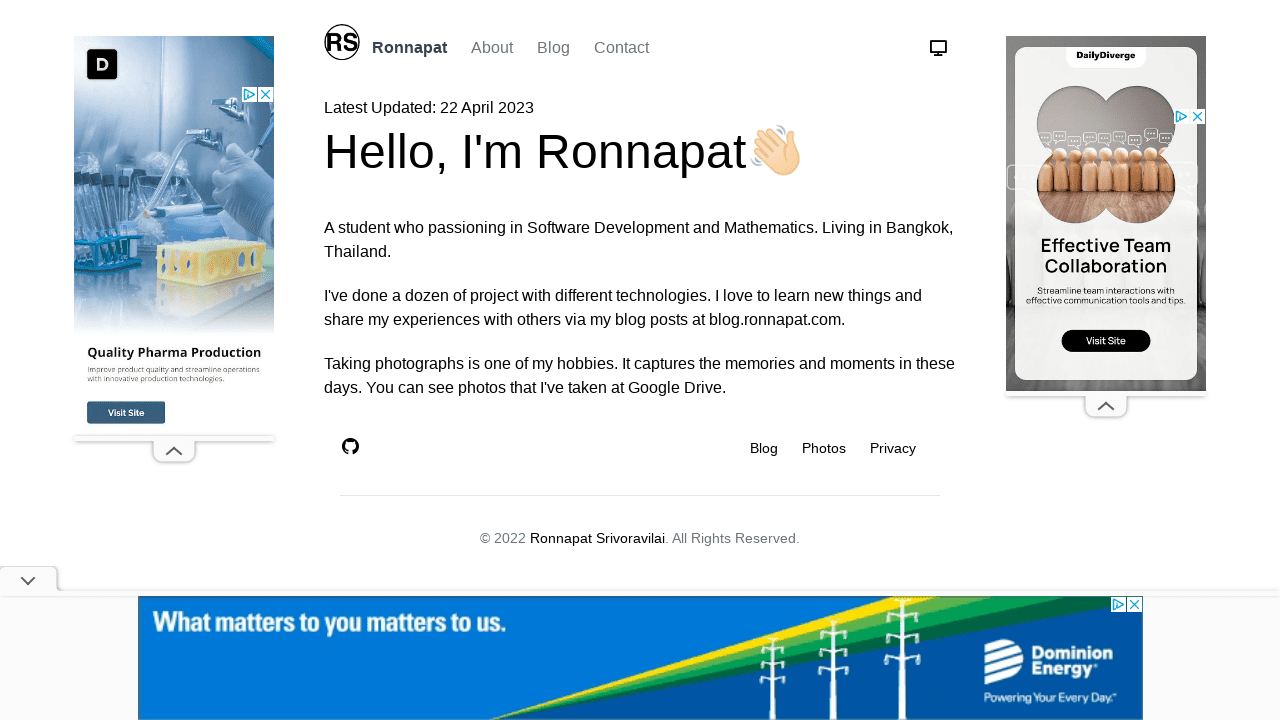 RS
Ronnapat About Blog Contact
Latest Updated: 22 April 2023
Hello, I'm Ronnapat
A student who passioning in Software Development and Mathematics. Living in Bangkok,
Thailand.
I've done a dozen of project with different technologies. I love to learn new things and
share my experiences with others via my blog posts at blog.ronnapat.com.
Taking photographs is one of my hobbies. It captures the memories and moments in these
days. You can see photos that I've taken at Google Drive.
Blog Photos Privacy
© 2022 Ronnapat Srivoravilai. All Rights Reserved.
D
Quality Pharma Production
Improve product quality and streamline operations
with innovative production technologies.
Visit Site
DailyDiverge
Effective Team
Collaboration
Streamline team interactions with
effective communication tools and tips.
Visit Site
What matters to you matters to us.
Dominion
Energy®
Powering Your Every Day.℠